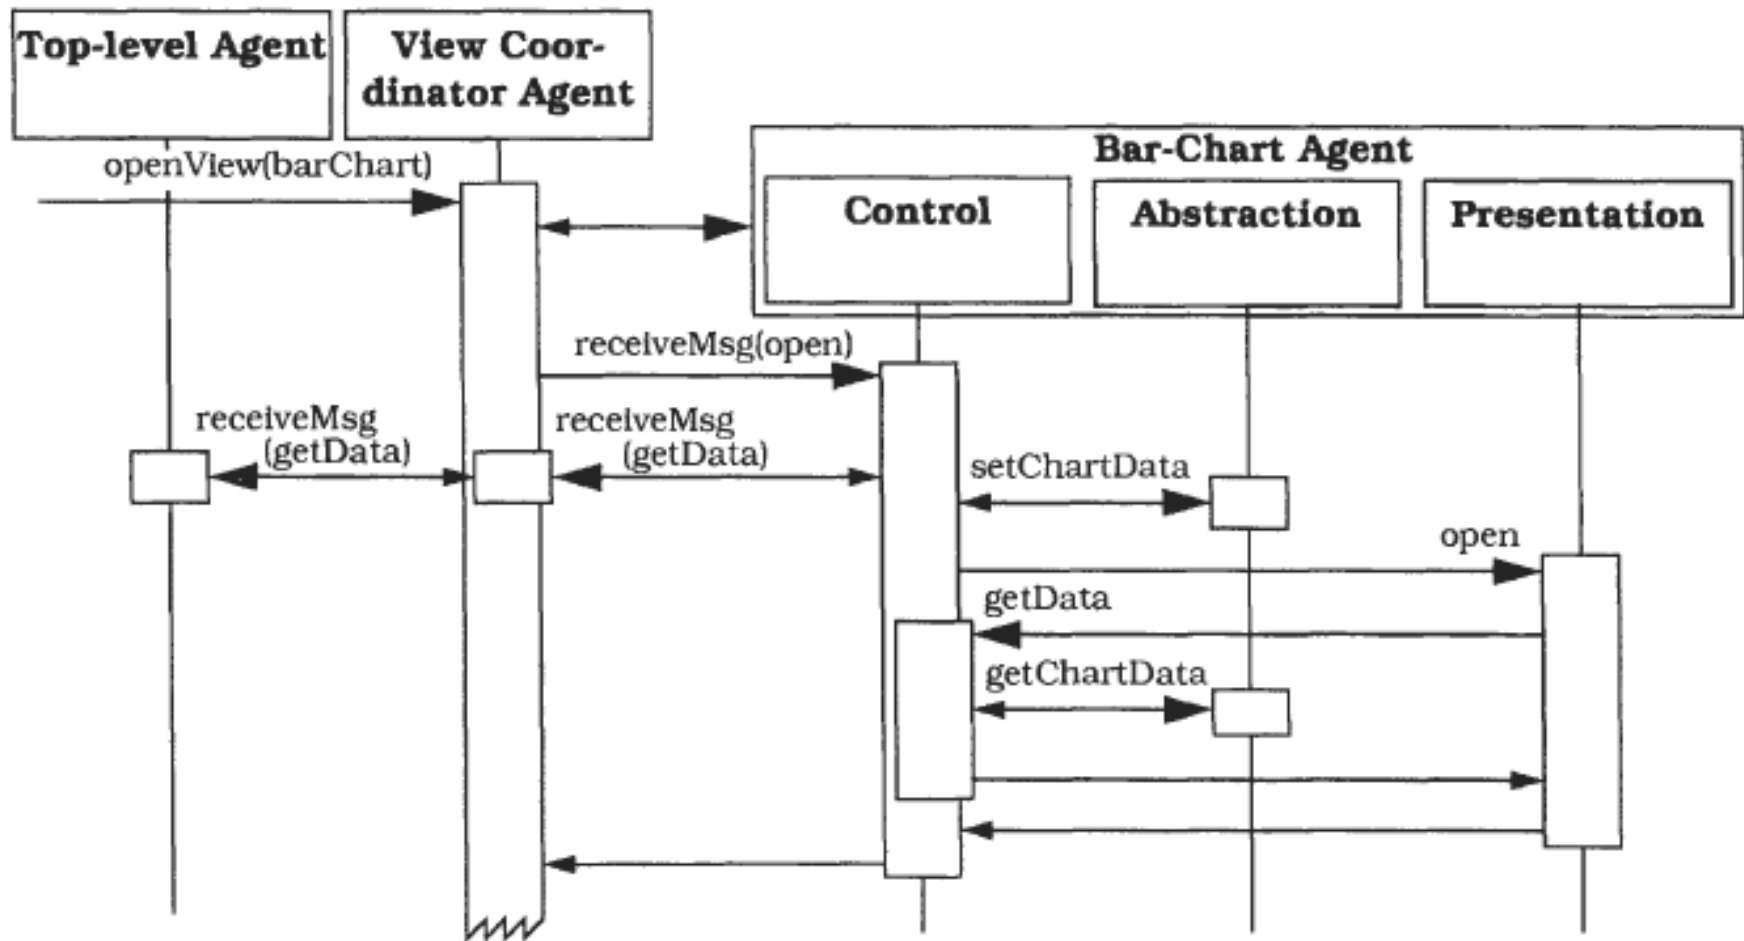 Top-level Agent
View Coor-
dinator Agent
Bar-Chart Agent
openView(barChart)
Control
Abstraction
Presentation
receiveMsg(open)
receiveMsg
(getData)
receiveMsg
(getData)
setChartData
open
getData
getChartData